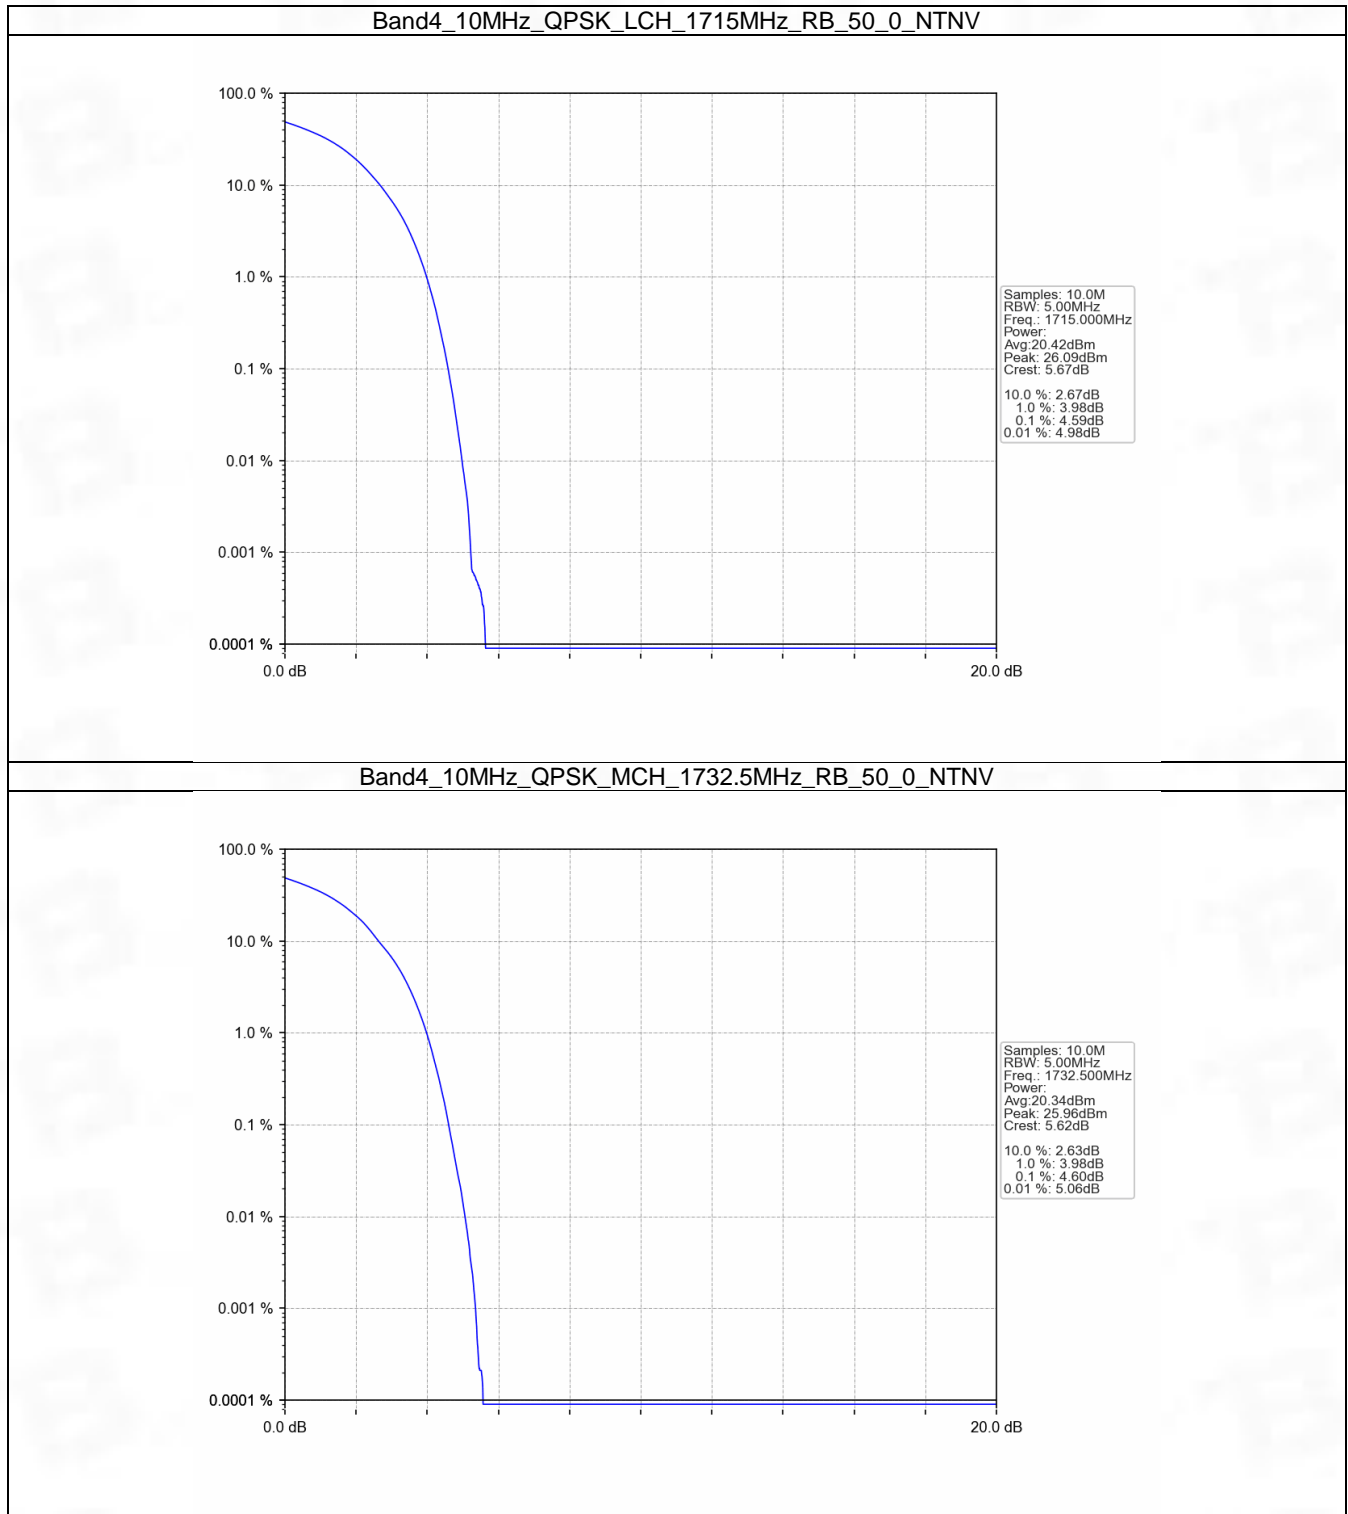 Band4_10MHz_QPSK_LCH_1715MHz_RB_50_0_NTNV
100.0 %
10.0 %
1.0 %
0.1 %
0.01 %
0.001 %
0.0001 %
0.0 dB
20.0 dB
Samples: 10.0M
RBW: 5.00MHz
Freq.: 1715.000MHz
Power:
Avg:20.42dBm
Peak: 26.09dBm
Crest: 5.67dB
10.0 %: 2.67dB
1.0 %: 3.98dB
0.1 %: 4.59dB
0.01 %: 4.98dB
Band4_10MHz_QPSK_MCH_1732.5MHz_RB_50_0_NTNV
100.0 %
10.0 %
1.0 %
0.1 %
0.01 %
0.001 %
0.0001 %
0.0 dB
20.0 dB
Samples: 10.0M
RBW: 5.00MHz
Freq.: 1732.500MHz
Power:
Avg:20.34dBm
Peak: 25.96dBm
Crest: 5.62dB
10.0 %: 2.63dB
1.0 %: 3.98dB
0.1 %: 4.60dB
0.01 %: 5.06dB